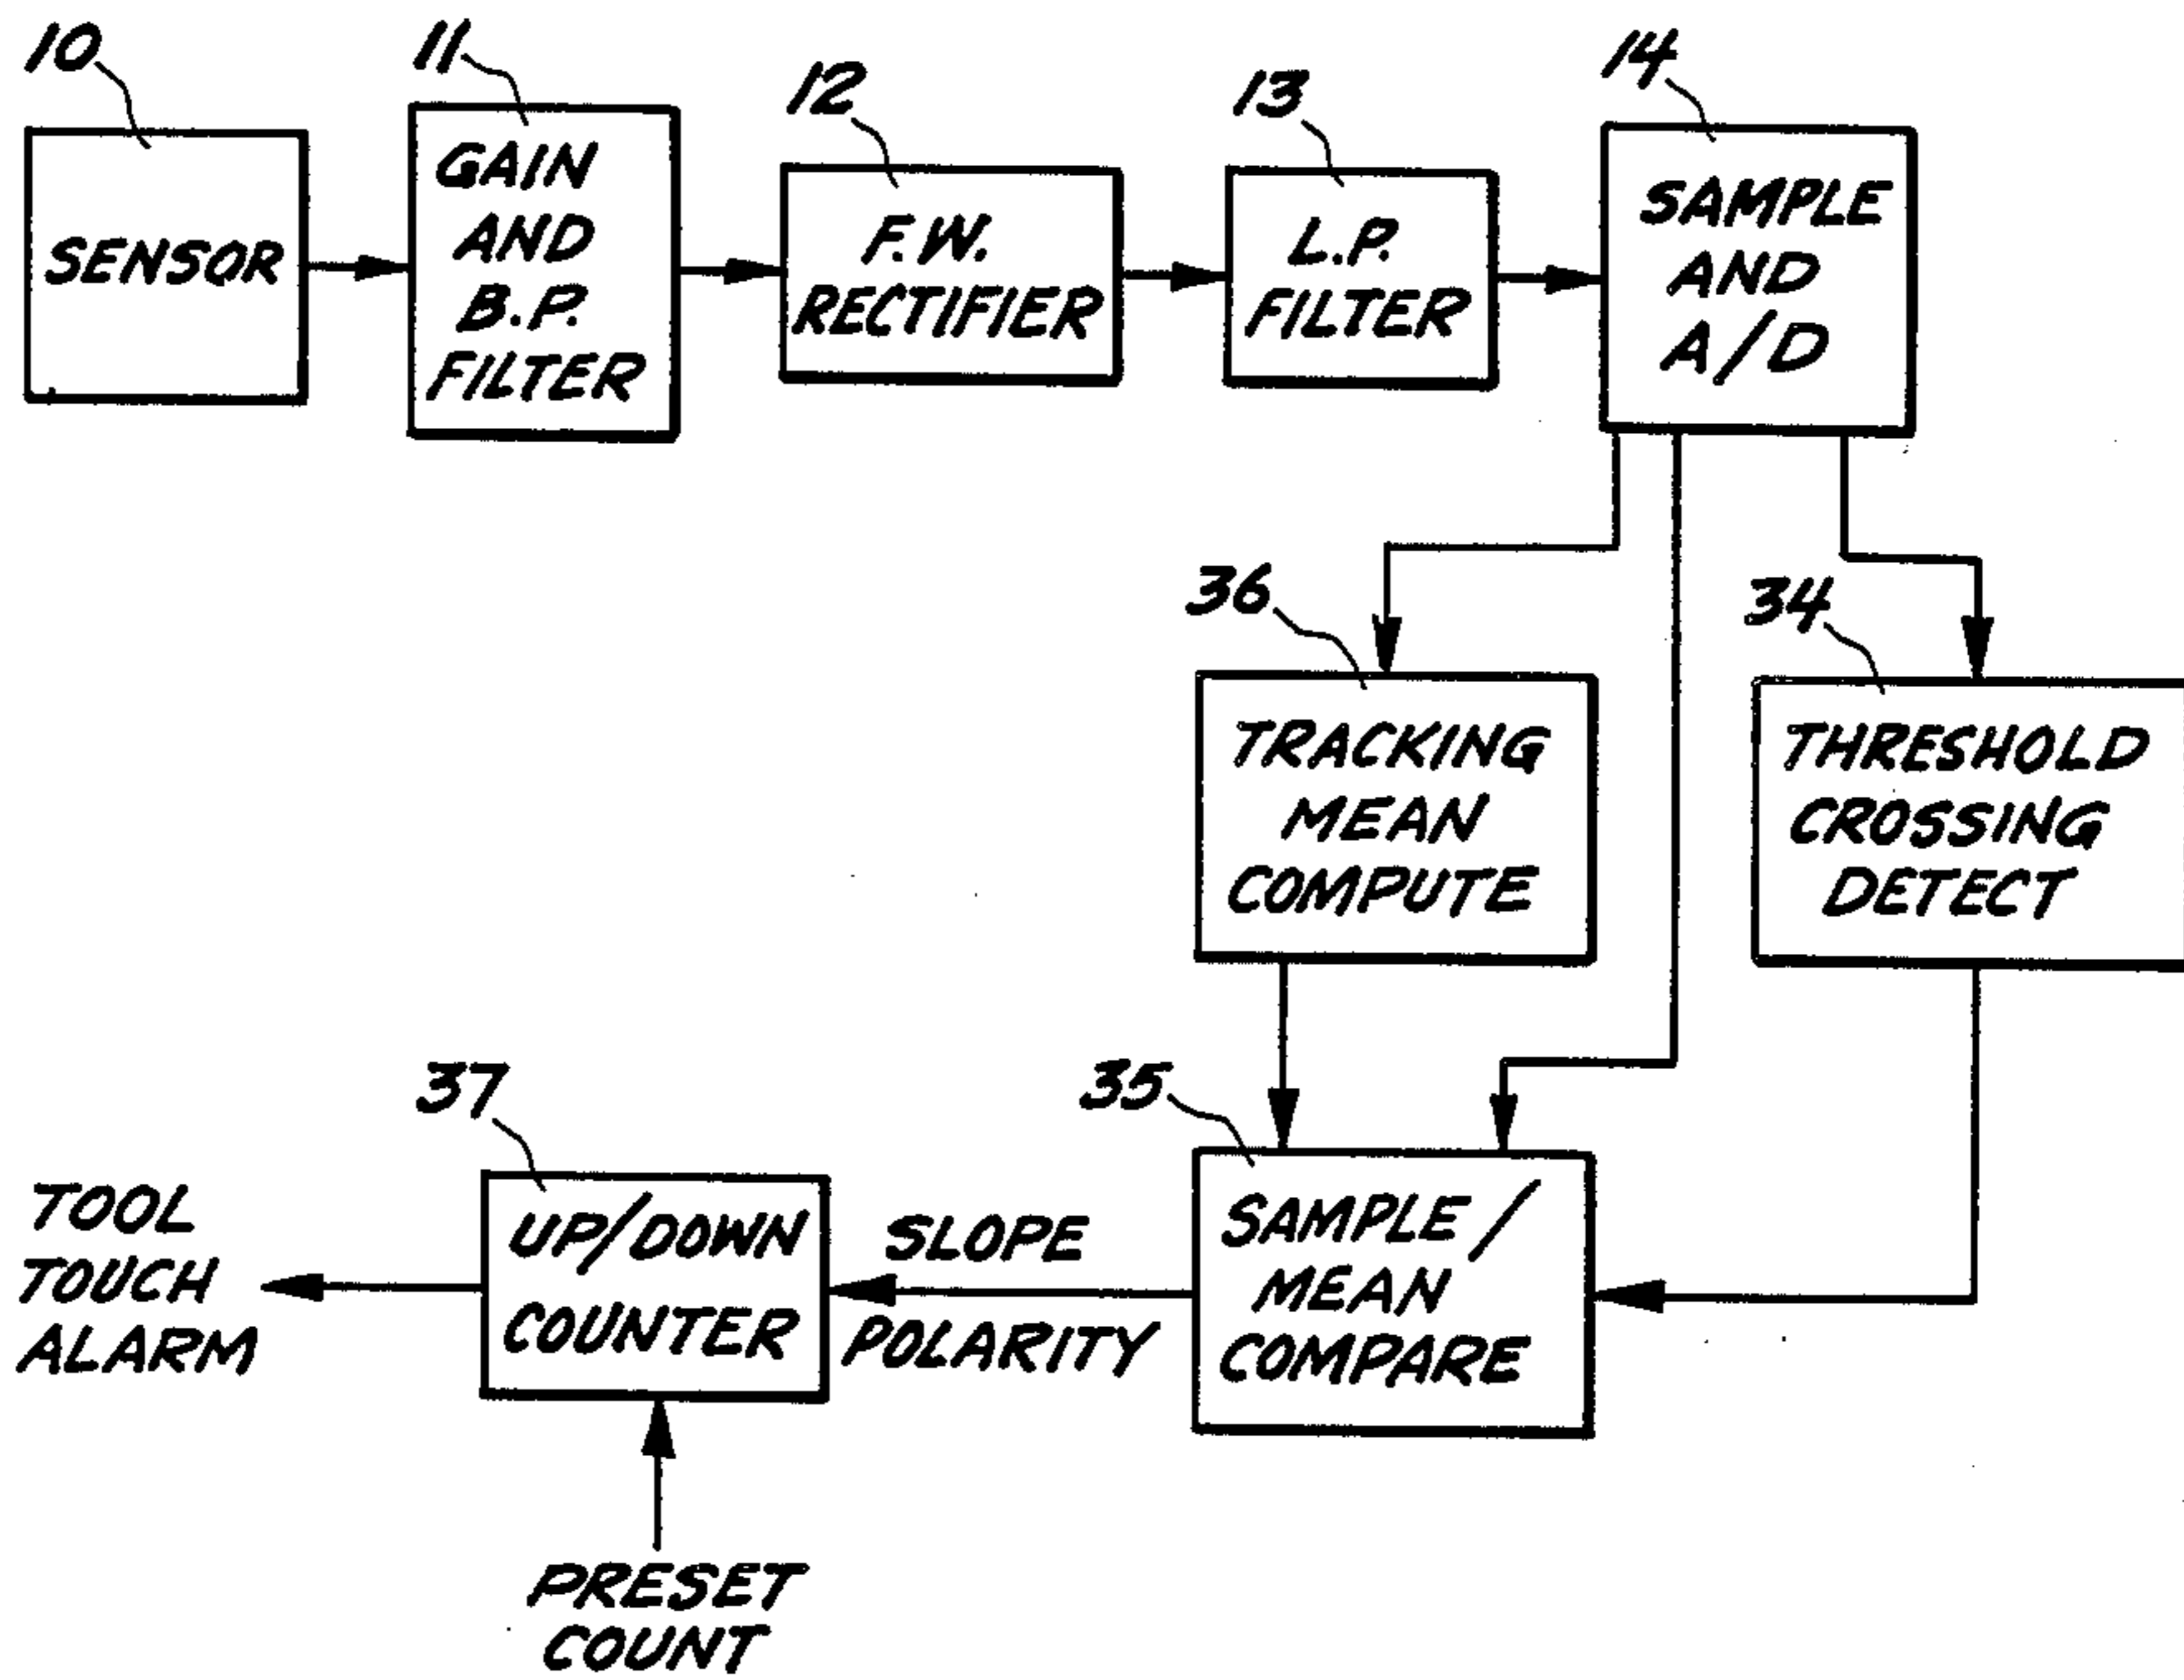 10
SENSOR
11
GAIN
AND
B.P.
FILTER
12
F.W.
RECTIFIER
13
L.P.
FILTER
14
SAMPLE
AND
A/D
36
TRACKING
MEAN
COMPUTE
34
THRESHOLD
CROSSING
DETECT
35
SAMPLE/
MEAN
COMPARE
SLOPE
POLARITY
37
UP/DOWN
COUNTER
PRESET
COUNT
TOOL
TOUCH
ALARM